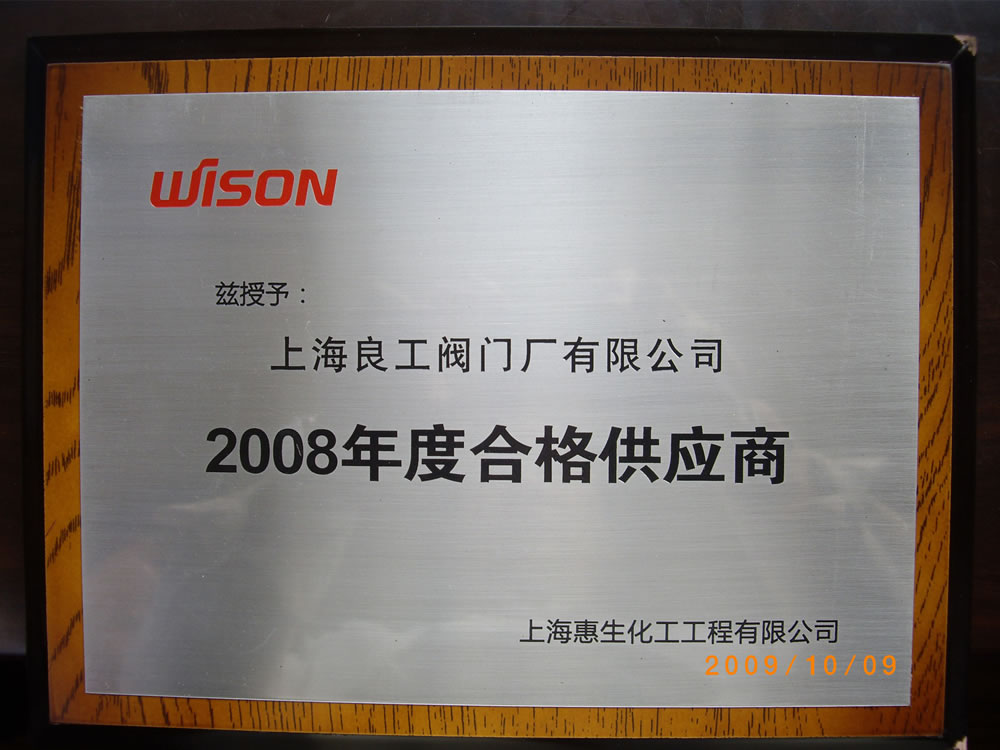 WISON
兹授予：
上海良工阀门厂有限公司
2008年度合格供应商
上海惠生化工工程有限公司
2009/10/09